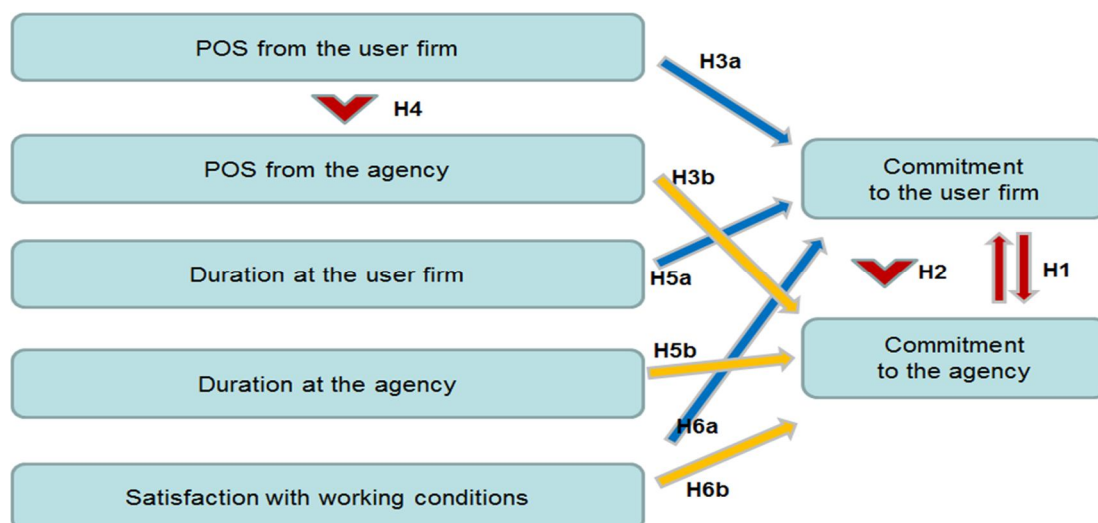 POS from the user firm
H3a
H4
POS from the agency
H3b
Commitment
to the user firm
Duration at the user firm
H5a
H2
H1
Duration at the agency
H5b
Commitment
to the agency
H6a
Satisfaction with working conditions
H6b